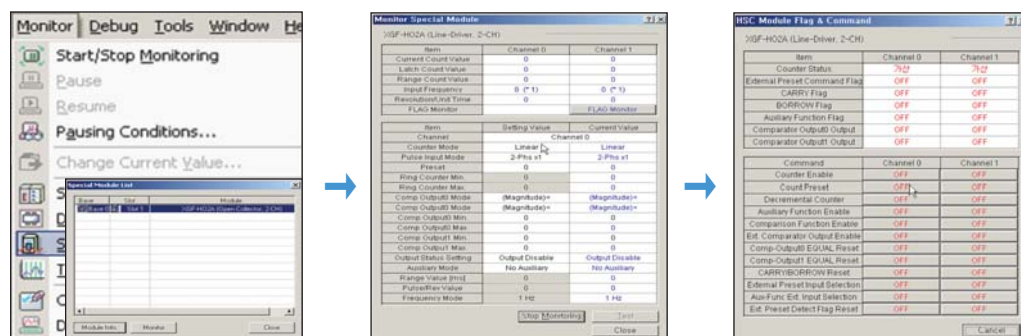 Monitor Debug Tools Window He
Start/Stop Monitoring
Pause
Resume
Pausing Conditions...
Change Current Value...
S
D
S
T
C
D
Special Module List
Base Slot Module
Base 0 Slot 1 XGF-HO2A (Open Collector, 2-CH)
Module Info. Monitor Close
Monitor Special Module
XGF-HO2A (Line-Driver, 2-CH)
Item Channel 0 Channel 1
Current Count Value 0 0
Latch Count Value 0 0
Range Count Value 0 0
Input Frequency 0 (* 1) 0 (* 1)
Revolution/Unit Time 0 0
FLAG Monitor FLAG Monitor
Item Setting Value Current Value
Channel Channel 0
Counter Mode Linear Linear
Pulse Input Mode 2-Phs x1 2-Phs x1
Preset 0 0
Ring Counter Min. 0 0
Ring Counter Max. 0 0
Comp Output0 Mode (Magnitude)= (Magnitude)=
Comp Output0 Mode (Magnitude)= (Magnitude)=
Comp Output0 Min. 0 0
Comp Output0 Max 0 0
Comp Output1 Min. 0 0
Comp Output1 Max 0 0
Output Status Setting Output Disable Output Disable
Auxiliary Mode No Auxiliary No Auxiliary
Range Value [ms] 0 0
Pulse/Rev Value 0 0
Frequency Mode 1 Hz 1 Hz
Stop Monitoring Test
Close
HSC Module Flag & Command
XGF-HO2A (Line-Driver, 2-CH)
Item Channel 0 Channel 1
Counter Status 가산 가산
External Preset Command Flag OFF OFF
CARRY Flag OFF OFF
BORROW Flag OFF OFF
Auxiliary Function Flag OFF OFF
Comparator Output0 Output OFF OFF
Comparator Output1 Output OFF OFF
Command Channel 0 Channel 1
Counter Enable OFF OFF
Count Preset OFF OFF
Decremental Counter OFF OFF
Auxiliary Function Enable OFF OFF
Comparison Function Enable OFF OFF
Ext. Comparator Output Enable OFF OFF
Comp-Output0 EQUAL Reset OFF OFF
Comp-Output1 EQUAL Reset OFF OFF
CARRY/BORROW Reset OFF OFF
External Preset Input Selection OFF OFF
Aux-Func Ext. Input Selection OFF OFF
Ext. Preset Detect Flag Reset OFF OFF
Cancel